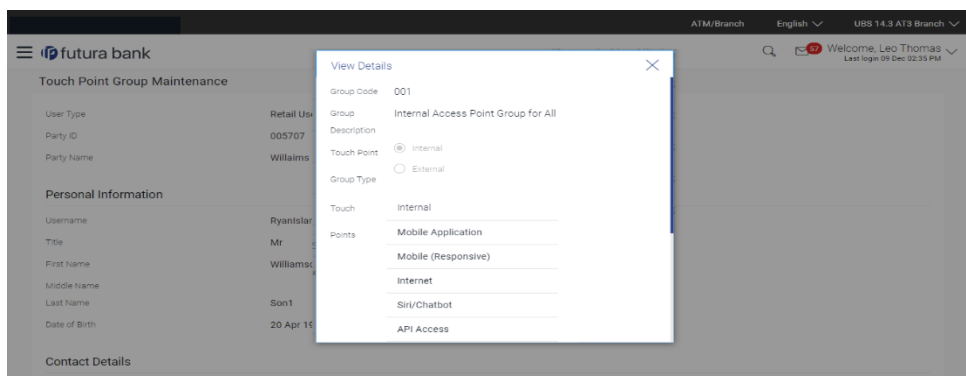 ATM/Branch English UBS 14.3 AT3 Branch
futura bank
57 Welcome, Leo Thomas
Last login 09 Dec 02:35 PM
Touch Point Group Maintenance
View Details
Group Code 001
User Type Retail Use
Group Description Internal Access Point Group for All
Party ID 005707
Touch Point Group Type Internal
External
Party Name Willaims
Personal Information
Touch Points Internal
Username RyanIslar
Mobile Application
Title Mr
Mobile (Responsive)
First Name Williams
Internet
Middle Name
Last Name Son1
Siri/Chatbot
Date of Birth 20 Apr 19
API Access
Contact Details